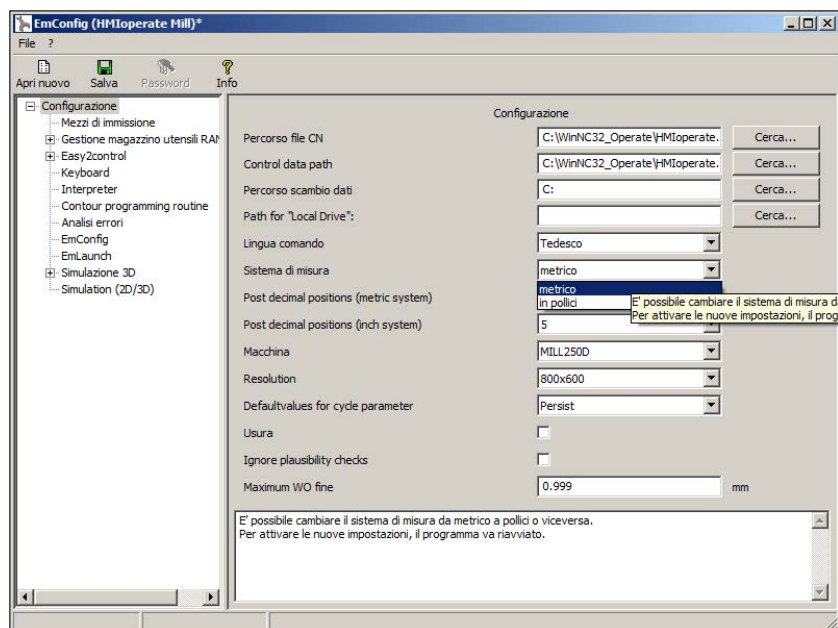 EmConfig (HMIoperate Mill)*
File ?
Apri nuovo Salva Password Info
Configurazione
Mezzi di immissione
Gestione magazzino utensili RAN
Easy2control
Keyboard
Interpreter
Contour programming routine
Analisi errori
EmConfig
EmLaunch
Simulazione 3D
Simulation (2D/3D)
Configurazione
Percorso file CN C:\WinNC32_Operate\HMIoperate. Cerca...
Control data path C:\WinNC32_Operate\HMIoperate. Cerca...
Percorso scambio dati C: Cerca...
Path for "Local Drive": Cerca...
Lingua comando Tedesco
Sistema di misura metrico
metrico
in pollici
E' possibile cambiare il sistema di misura da
Per attivare le nuove impostazioni, il prog
Post decimal positions (metric system)
Post decimal positions (inch system) 5
Macchina MILL250D
Resolution 800x600
Defaultvalues for cycle parameter Persist
Usura
Ignore plausibility checks
Maximum WO fine 0.999 mm
E' possibile cambiare il sistema di misura da metrico a pollici o viceversa.
Per attivare le nuove impostazioni, il programma va riavviato.